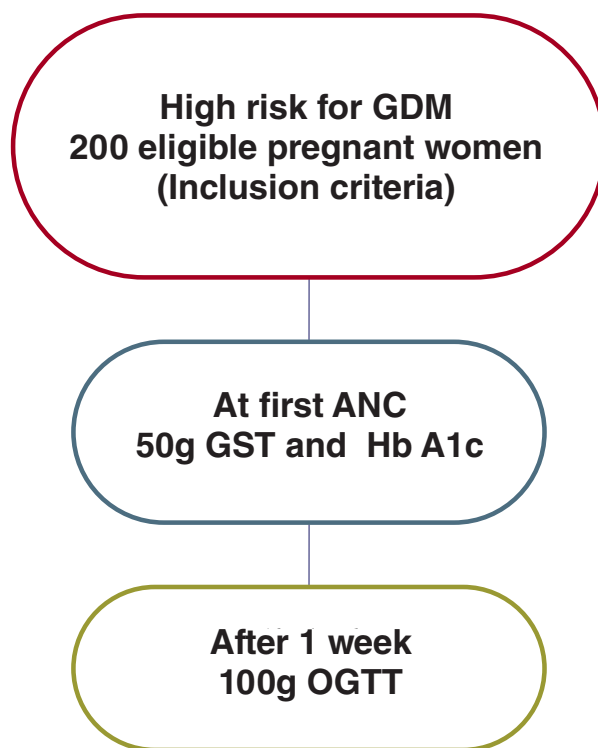 High risk for GDM
200 eligible pregnant women
(Inclusion criteria)
At first ANC
50g GST and Hb A1c
After 1 week
100g OGTT